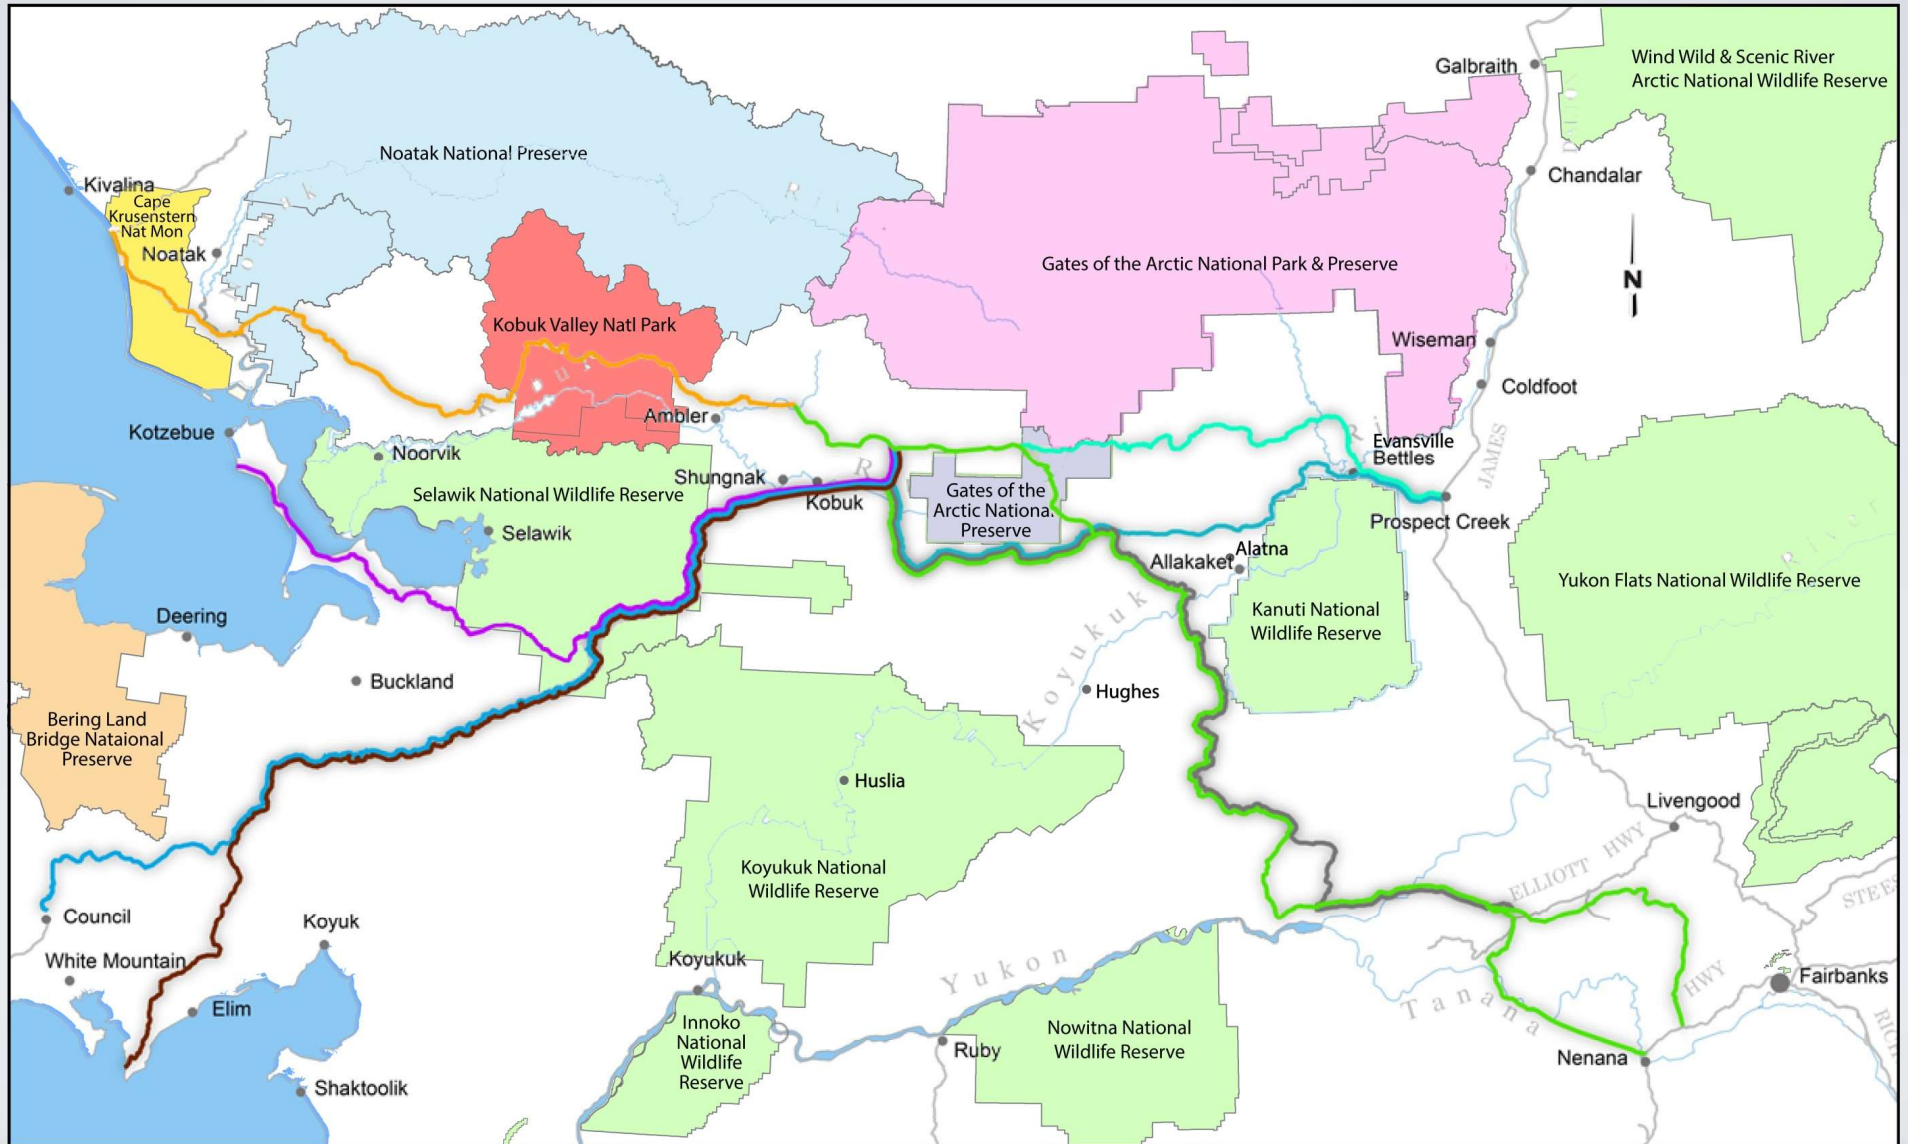 Wind Wild & Scenic River
Arctic National Wildlife Reserve
Galbraith
Noatak National Preserve
Chandalar
Kivalina
Cape
Krusenstern
Nat Mon
Noatak
Gates of the Arctic National Park & Preserve
N
Kobuk Valley Natl Park
Wiseman
Coldfoot
Ambler
Kotzebue
Noorvik
Evansville
Bettles
JAMES
Shungnak
Selawik National Wildlife Reserve
Kobuk
Gates of the
Arctic National
Preserve
Prospect Creek
Selawik
Alatna
Allakaket
Yukon Flats National Wildlife Reserve
River
Deering
Kanuti National
Wildlife Reserve
Koyukuk
Buckland
Hughes
Bering Land
Bridge Nataional
Preserve
Huslia
Livengood
Koyukuk National
Wildlife Reserve
ELLIOTT HWY
STEES
Council
Koyuk
White Mountain
Koyukuk
Yukon
Fairbanks
HWY
Tanana
Elim
Innoko
National
Wildlife
Reserve
Nowitna National
Wildlife Reserve
RICH
Ruby
Nenana
Shaktoolik